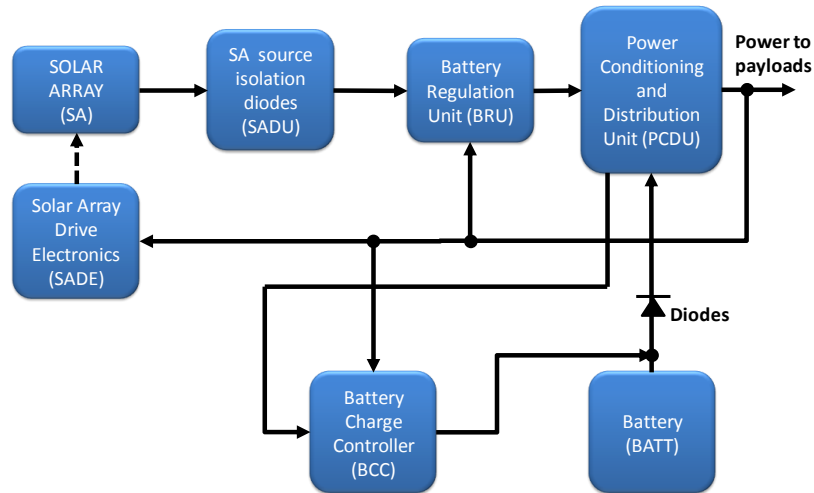 SOLAR
ARRAY
(SA)
SA source
isolation
diodes
(SADU)
Battery
Regulation
Unit (BRU)
Power
Conditioning
and
Distribution
Unit (PCDU)
Power to
payloads
Solar Array
Drive
Electronics
(SADE)
Diodes
Battery
Charge
Controller
(BCC)
Battery
(BATT)